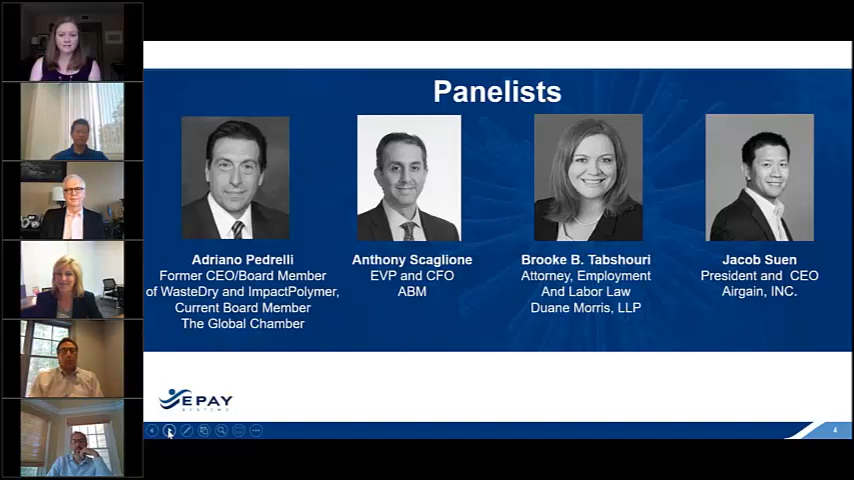 Panelists
Adriano Pedrelli
Former CEO/Board Member
of WasteDry and ImpactPolymer,
Current Board Member
The Global Chamber
Anthony Scaglione
EVP and CFO
ABM
Brooke B. Tabshouri
Attorney, Employment
And Labor Law
Duane Morris, LLP
Jacob Suen
President and CEO
Airgain, INC.
EPAY
SYSTEMS
4